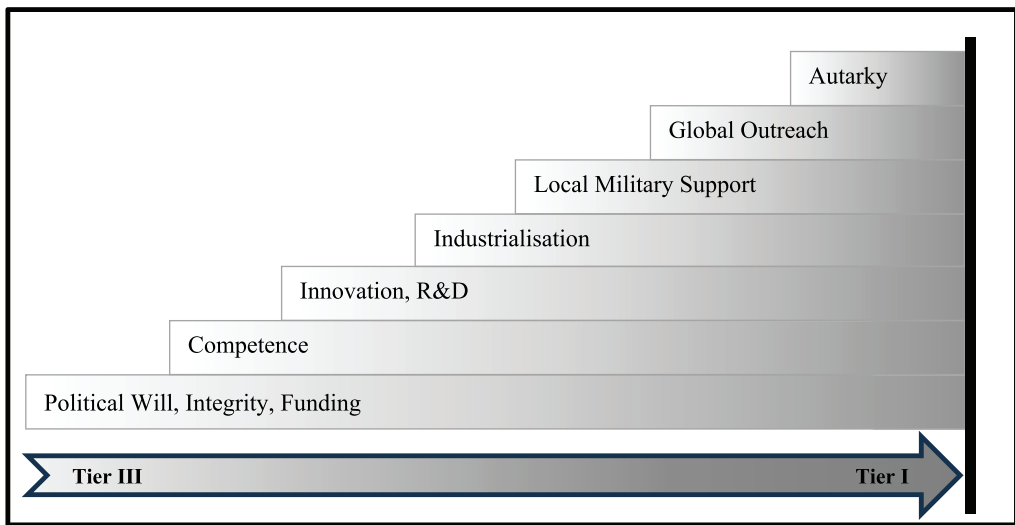 Autarky
Global Outreach
Local Military Support
Industrialisation
Innovation, R&D
Competence
Political Will, Integrity, Funding
Tier III
Tier I